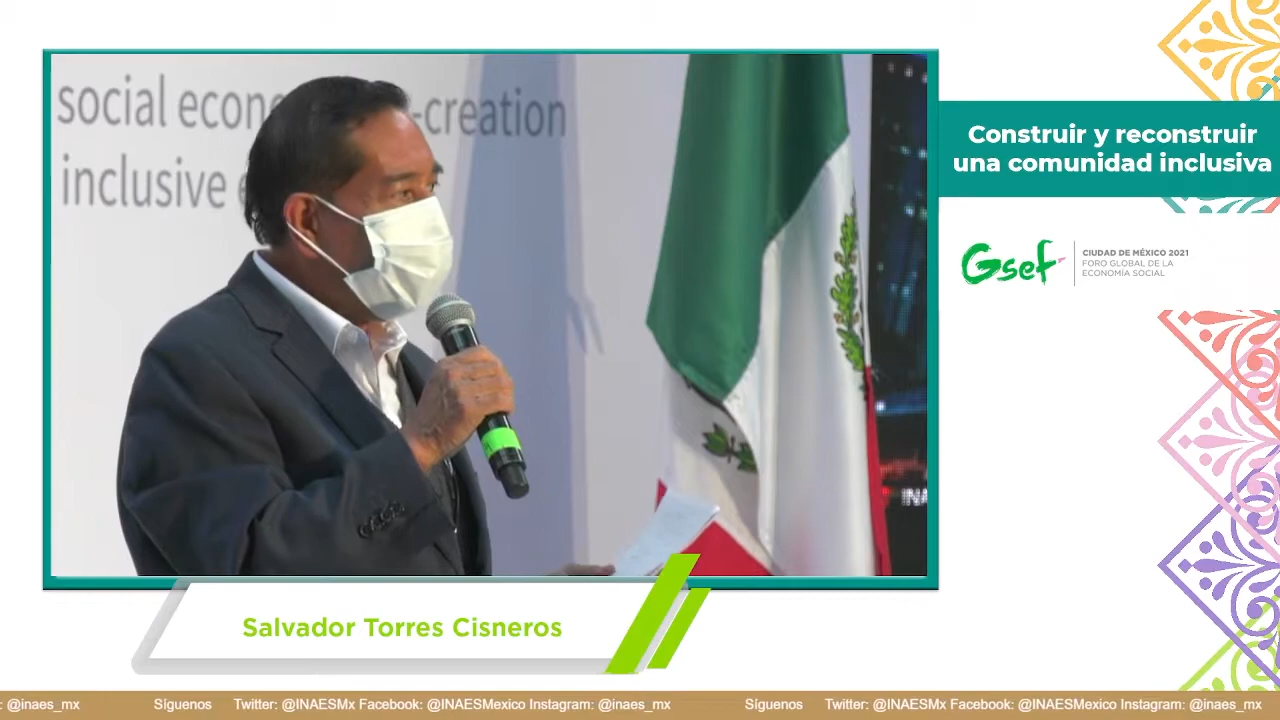 social econ -creation
inclusive
Construir y reconstruir
una comunidad inclusiva
Gsef
CIUDAD DE MÉXICO 2021
FORO GLOBAL DE LA
ECONOMÍA SOCIAL
INA
Salvador Torres Cisneros
: @inaes_mx Síguenos Twitter: @INAESMx Facebook: @INAESMexico Instagram: @inaes_mx Síguenos Twitter: @INAESMx Facebook: @INAESMexico Instagram: @inaes_mx